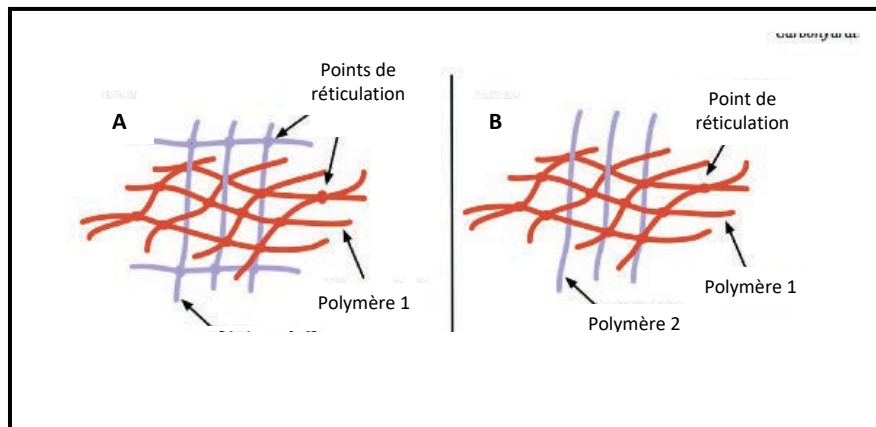 Points de
réticulation
A
Polymère 1
Point de
réticulation
B
Polymère 1
Polymère 2